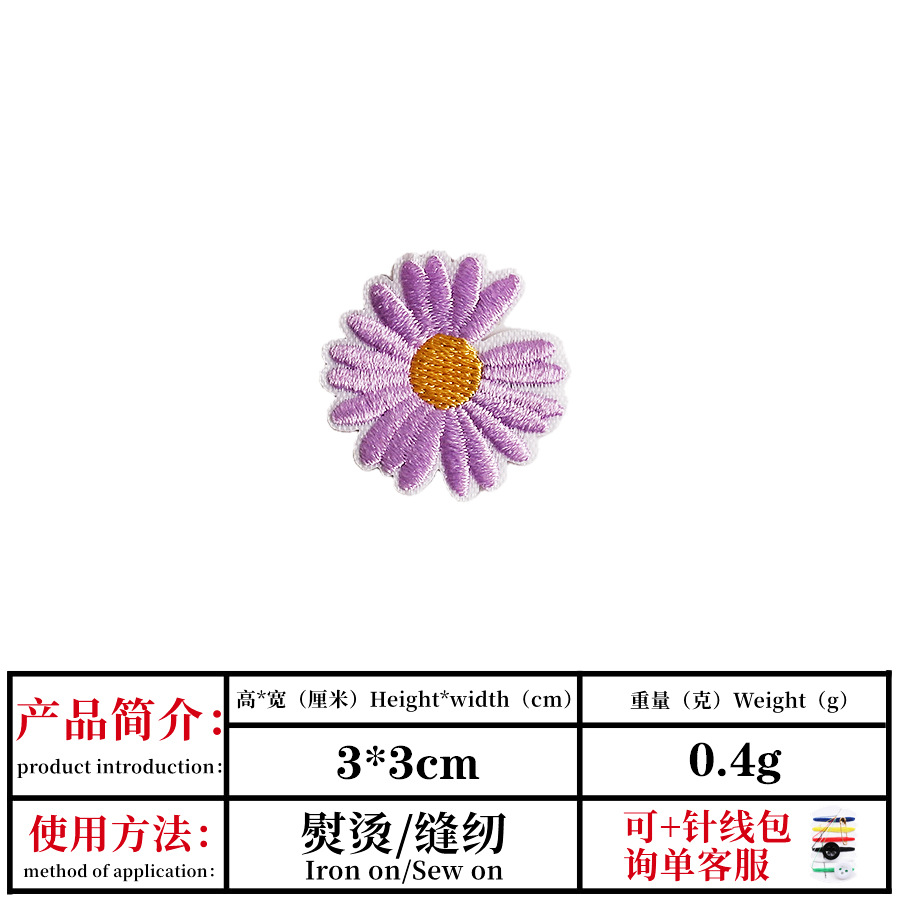 产品简介：
product introduction：
高*宽（厘米）Height*width（cm）
重量（克）Weight（g）
3*3cm
0.4g
使用方法：
method of application：
熨烫/缝纫
Iron on/Sew on
可+针线包
询单客服